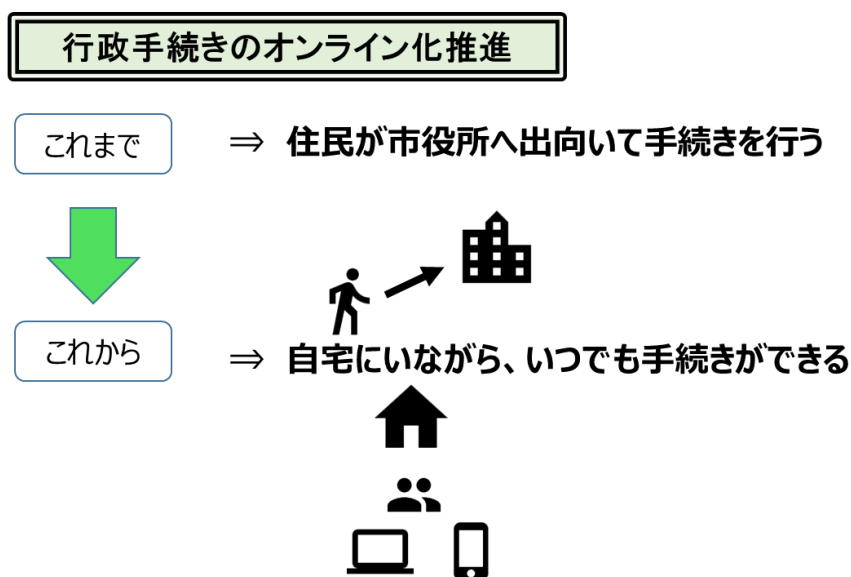 行政手続きのオンライン化推進
これまで
⇒ 住民が市役所へ出向いて手続きを行う
これから
⇒ 自宅にいながら、いつでも手続きができる